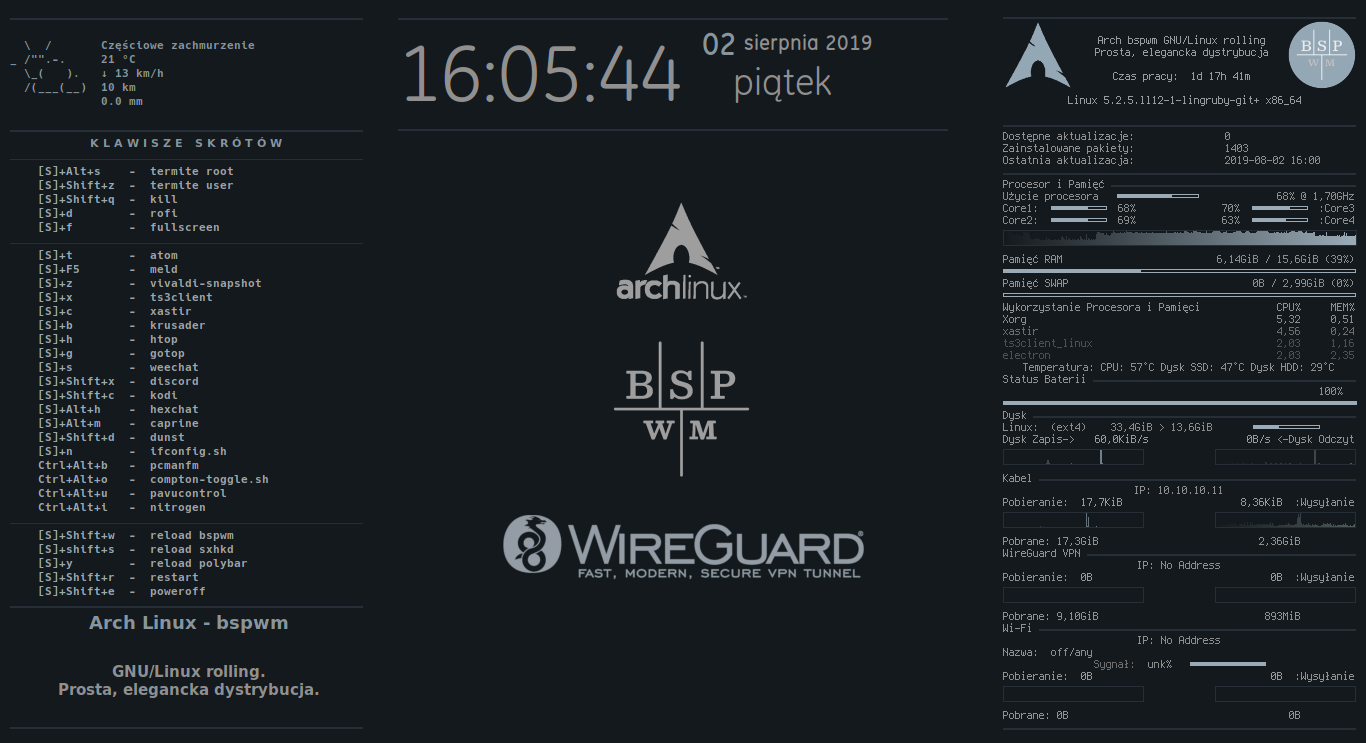 Częściowe zachmurzenie
21 °C
↓ 13 km/h
10 km
0.0 mm
KLAWISZE SKRÓTÓW
[S]+Alt+s - termite root
[S]+Shift+z - termite user
[S]+Shift+q - kill
[S]+d - rofi
[S]+f - fullscreen
[S]+t - atom
[S]+F5 - meld
[S]+z - vivaldi-snapshot
[S]+x - ts3client
[S]+c - xastir
[S]+b - krusader
[S]+h - htop
[S]+g - gotop
[S]+s - weechat
[S]+Shift+x - discord
[S]+Shift+c - kodi
[S]+Alt+h - hexchat
[S]+Alt+m - caprine
[S]+Shift+d - dunst
[S]+n - ifconfig.sh
Ctrl+Alt+b - pcmanfm
Ctrl+Alt+o - compton-toggle.sh
Ctrl+Alt+u - pavucontrol
Ctrl+Alt+i - nitrogen
[S]+Shift+w - reload bspwm
[S]+shift+s - reload sxhkd
[S]+y - reload polybar
[S]+Shift+r - restart
[S]+Shift+e - poweroff
Arch Linux - bspwm
GNU/Linux rolling.
Prosta, elegancka dystrybucja.
16:05:44
02 sierpnia 2019
piątek
archlinux™
BSP
WM
WIREGUARD®
FAST, MODERN, SECURE VPN TUNNEL
Arch bspwm GNU/Linux rolling
Prosta, elegancka dystrybucja
Czas pracy: 1d 17h 41m
BSP
WM
Linux 5.2.5.1112-1-lingruby-git+ x86_64
Dostępne aktualizacje: 0
Zainstalowane pakiety: 1403
Ostatnia aktualizacja: 2019-08-02 16:00
Procesor i Pamięć
Użycie procesora 68% @ 1,70GHz
Core1: 68% 70% :Core3
Core2: 69% 63% :Core4
Pamięć RAM 6,14GiB / 15,6GiB (39%)
Pamięć SWAP 0B / 2,99GiB (0%)
Wykorzystanie Procesora i Pamięci CPU% MEM%
Xorg 5,32 0,51
xastir 4,56 0,24
ts3client_linux 2,03 1,16
electron 2,03 2,35
Temperatura: CPU: 57°C Dysk SSD: 47°C Dysk HDD: 29°C
Status Baterii
100%
Dysk
Linux: (ext4) 33,4GiB > 13,6GiB
Dysk Zapis-> 60,0KiB/s 0B/s <-Dysk Odczyt
Kabel
IP: 10.10.10.11
Pobieranie: 17,7KiB 8,36KiB :Wysyłanie
Pobrane: 17,3GiB 2,36GiB
WireGuard VPN
IP: No Address
Pobieranie: 0B 0B :Wysyłanie
Pobrane: 9,10GiB 893MiB
Wi-Fi
IP: No Address
Nazwa: off/any
Sygnał: unk%
Pobieranie: 0B 0B :Wysyłanie
Pobrane: 0B 0B